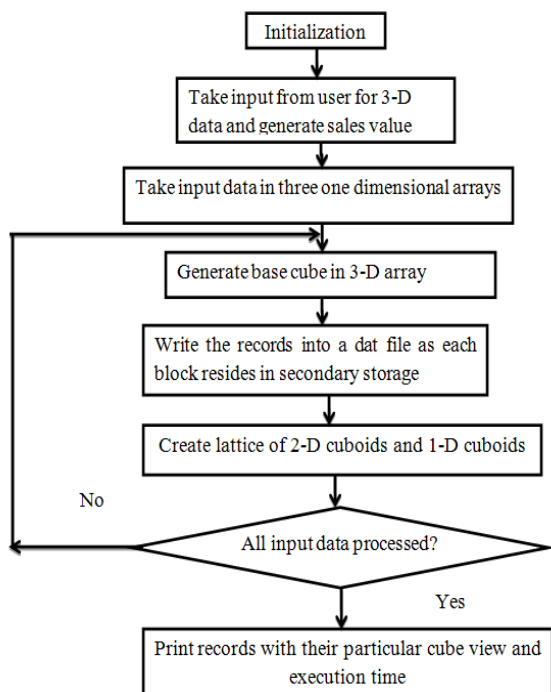 Initialization
Take input from user for 3-D
data and generate sales value
Take input data in three one dimensional arrays
Generate base cube in 3-D array
Write the records into a dat file as each
block resides in secondary storage
Create lattice of 2-D cuboids and 1-D cuboids
No
All input data processed?
Yes
Print records with their particular cube view and
execution time